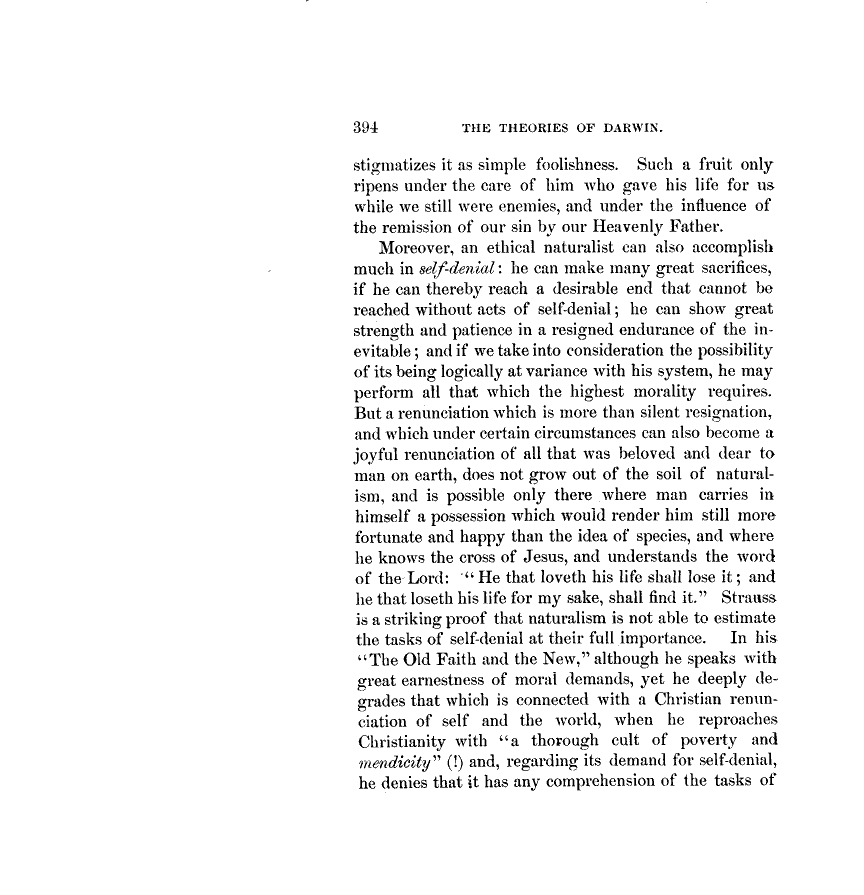 394 THE THEORIES OF DARWIN.
stigmatizes it as simple foolishness. Such a fruit only
ripens under the care of him who gave his life for us
while we still were enemies, and under the influence of
the remission of our sin by our Heavenly Father.
Moreover, an ethical naturalist can also accomplish
much in self-denial: he can make many great sacrifices,
if he can thereby reach a desirable end that cannot be
reached without acts of self-denial; he can show great
strength and patience in a resigned endurance of the in-
evitable; and if we take into consideration the possibility
of its being logically at variance with his system, he may
perform all that which the highest morality requires.
But a renunciation which is more than silent resignation,
and which under certain circumstances can also become a
joyful renunciation of all that was beloved and dear to
man on earth, does not grow out of the soil of natural-
ism, and is possible only there where man carries in
himself a possession which would render him still more
fortunate and happy than the idea of species, and where
he knows the cross of Jesus, and understands the word
of the Lord: "He that loveth his life shall lose it; and
he that loseth his life for my sake, shall find it." Strauss
is a striking proof that naturalism is not able to estimate
the tasks of self-denial at their full importance. In his
"The Old Faith and the New," although he speaks with
great earnestness of moral demands, yet he deeply de-
grades that which is connected with a Christian renun-
ciation of self and the world, when he reproaches
Christianity with "a thorough cult of poverty and
mendicity" (!) and, regarding its demand for self-denial,
he denies that it has any comprehension of the tasks of